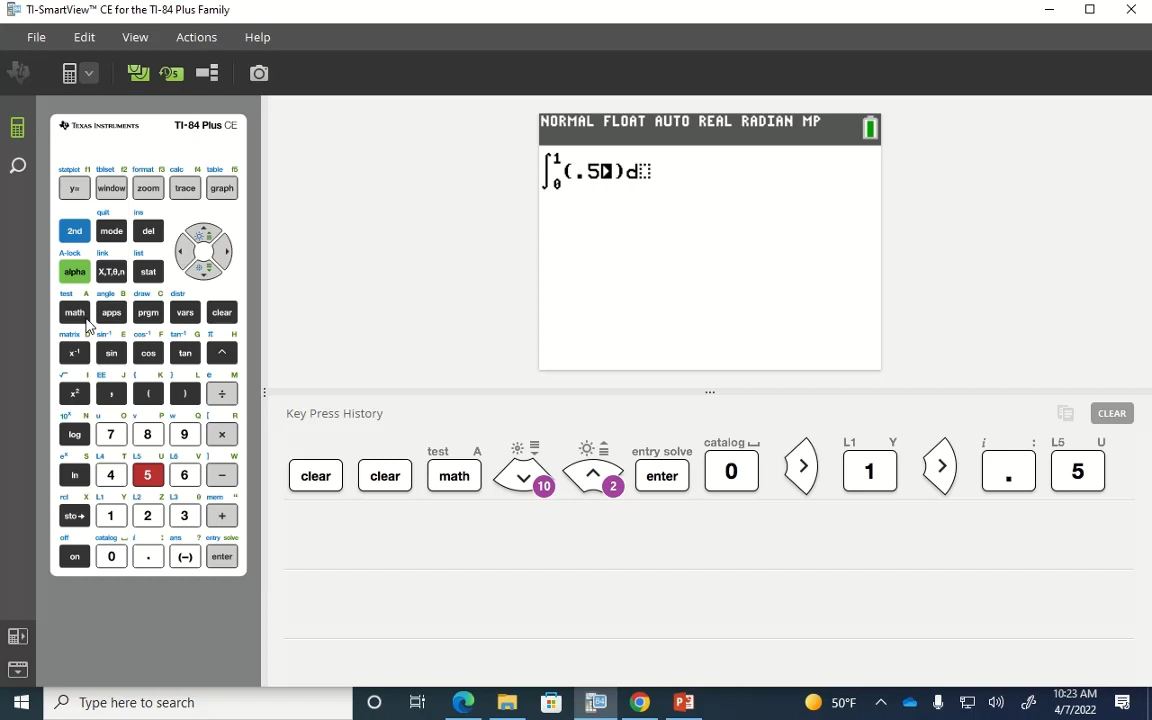 TI-SmartView™ CE for the TI-84 Plus Family
File Edit View Actions Help
TEXAS INSTRUMENTS TI-84 Plus CE
statplot f1 tblset f2 format f3 calc f4 table f5
y= window zoom trace graph
quit ins
2nd mode del
A-lock link list
alpha X,T,θ,n stat
test A angle B draw C distr
math apps prgm vars clear
matrix D sin⁻¹ E cos⁻¹ F tan⁻¹ G π H
x⁻¹ sin cos tan ^
√‾ I EE J { K } L e M
x² , ( ) ÷
10ˣ N u O v P w Q [ R
log 7 8 9 ×
eˣ S L4 T L5 U L6 V ] W
ln 4 5 6 −
rcl X L1 Y L2 Z L3 θ mem "
sto→ 1 2 3 +
off catalog i : ans ? entry solve
on 0 . (−) enter
NORMAL FLOAT AUTO REAL RADIAN MP
∫₀¹(.5)d
Key Press History
CLEAR
test A entry solve catalog L1 Y i : L5 U
clear clear math 10 2 enter 0 1 . 5
Type here to search
50°F
10:23 AM
4/7/2022